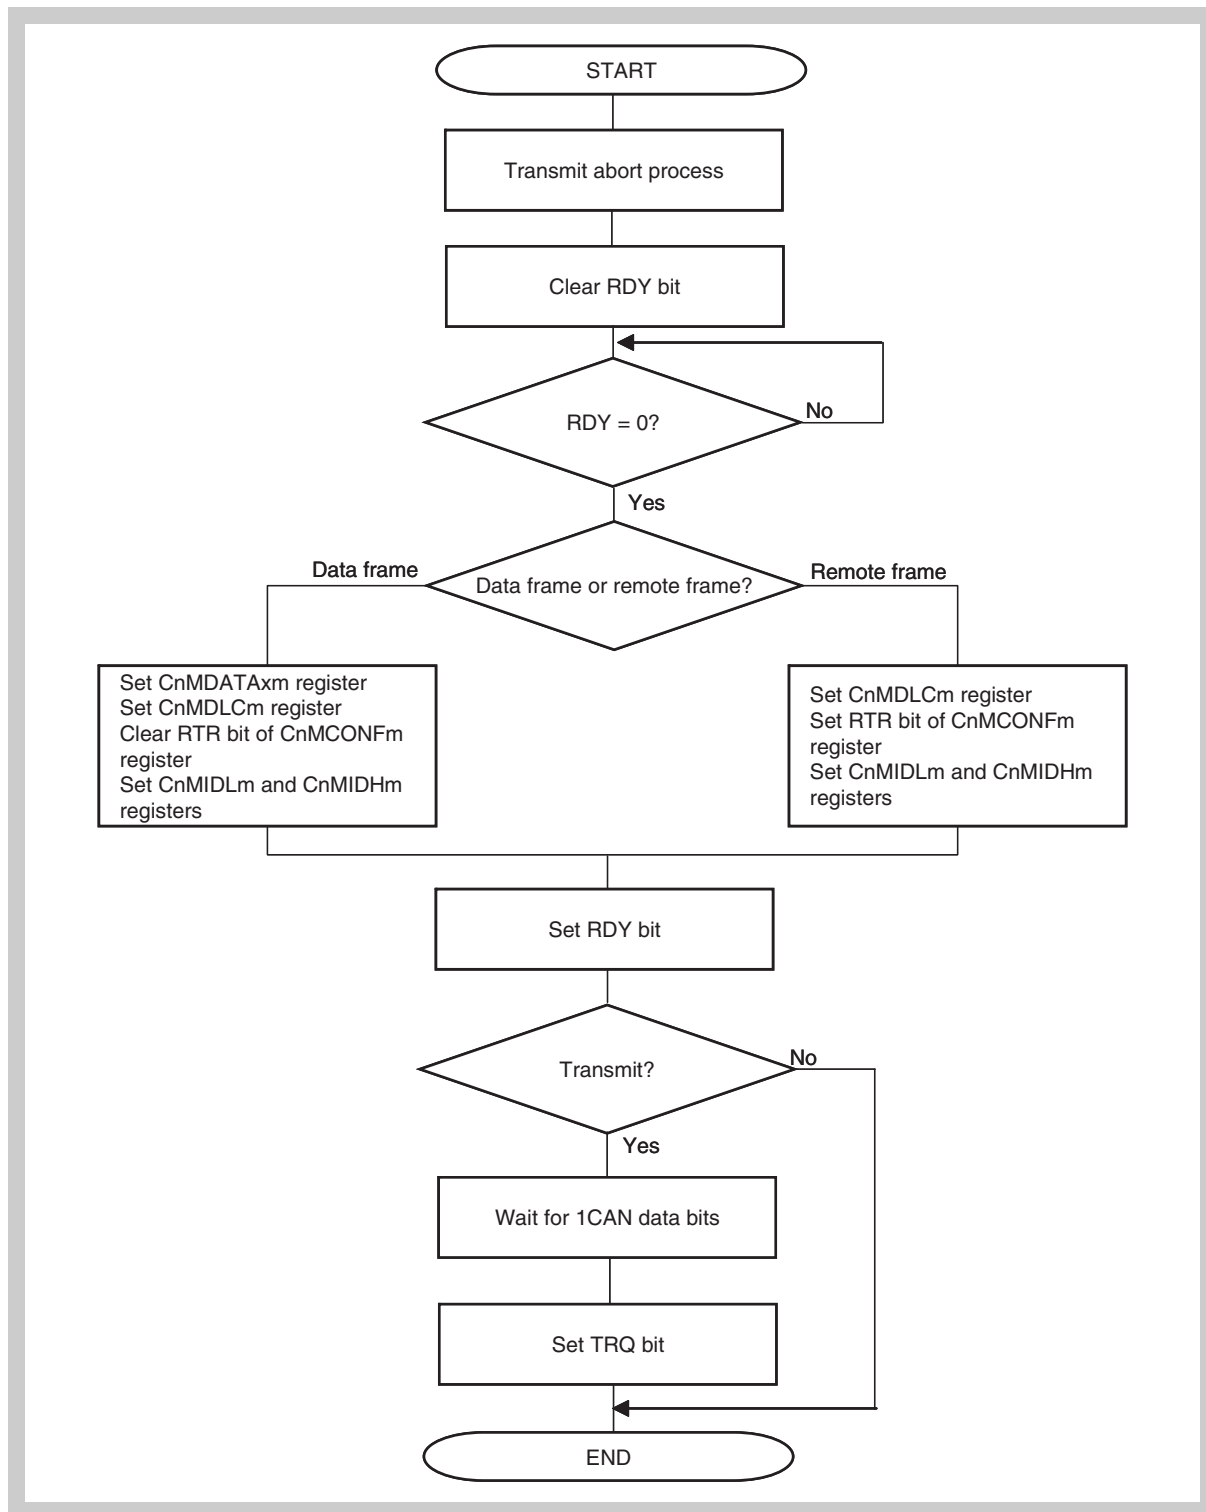 START
Transmit abort process
Clear RDY bit
RDY = 0?
No
Yes
Data frame
Data frame or remote frame?
Remote frame
Set CnMDATAxm register
Set CnMDLCm register
Clear RTR bit of CnMCONFm
register
Set CnMIDLm and CnMIDHm
registers
Set CnMDLCm register
Set RTR bit of CnMCONFm
register
Set CnMIDLm and CnMIDHm
registers
Set RDY bit
Transmit?
No
Yes
Wait for 1CAN data bits
Set TRQ bit
END